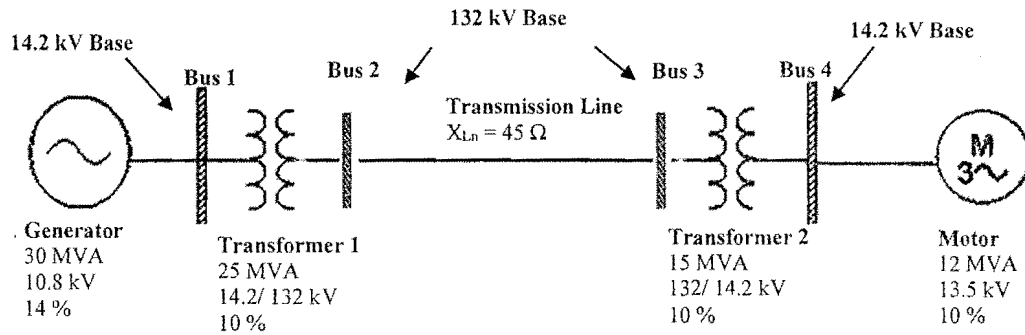 132 kV Base
14.2 kV Base
14.2 kV Base
Bus 1
Bus 2
Bus 3
Bus 4
Transmission Line
X_Ln = 45 Ω
M
3~
Generator
30 MVA
10.8 kV
14 %
Transformer 1
25 MVA
14.2/ 132 kV
10 %
Transformer 2
15 MVA
132/ 14.2 kV
10 %
Motor
12 MVA
13.5 kV
10 %